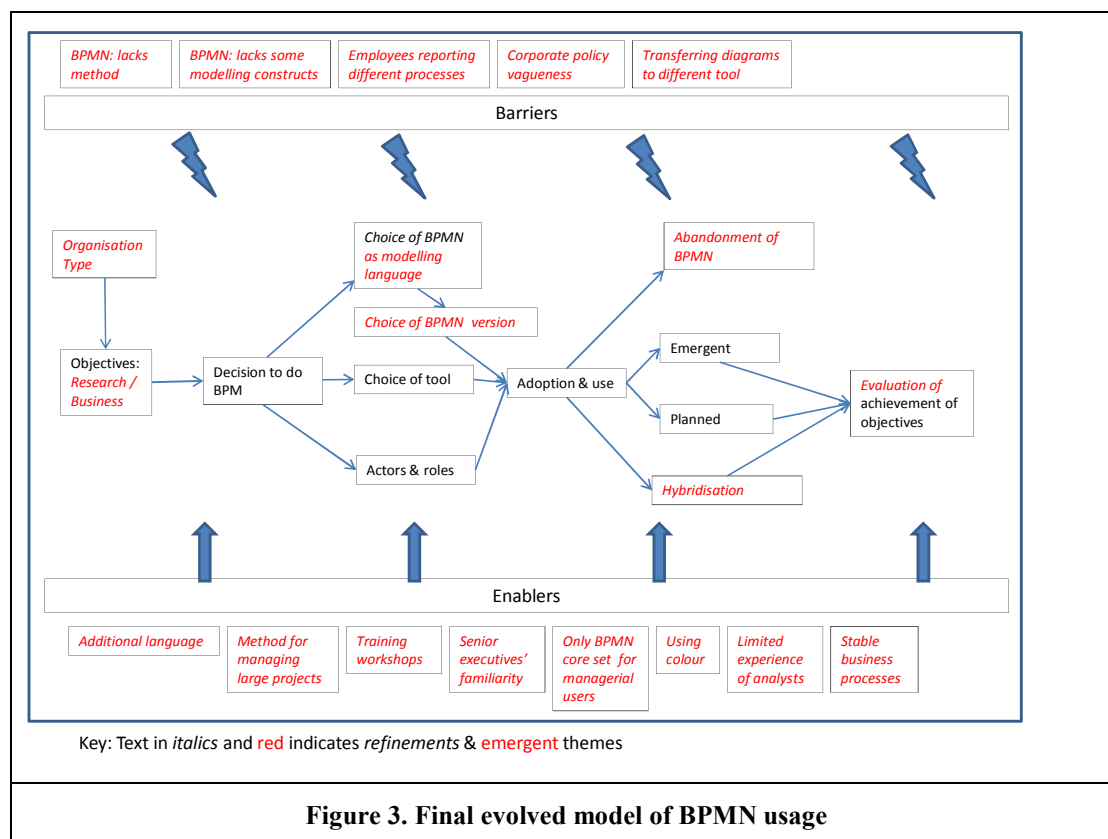 BPMN: lacks
method
BPMN: lacks some
modelling constructs
Employees reporting
different processes
Corporate policy
vagueness
Transferring diagrams
to different tool
Barriers
Organisation
Type
Objectives:
Research /
Business
Decision to do
BPM
Choice of BPMN
as modelling
language
Choice of BPMN version
Choice of tool
Actors & roles
Adoption & use
Abandonment of
BPMN
Emergent
Planned
Hybridisation
Evaluation of
achievement of
objectives
Enablers
Additional language
Method for
managing
large projects
Training
workshops
Senior
executives'
familiarity
Only BPMN
core set for
managerial
users
Using
colour
Limited
experience
of analysts
Stable
business
processes
Key: Text in italics and red indicates refinements & emergent themes
Figure 3. Final evolved model of BPMN usage